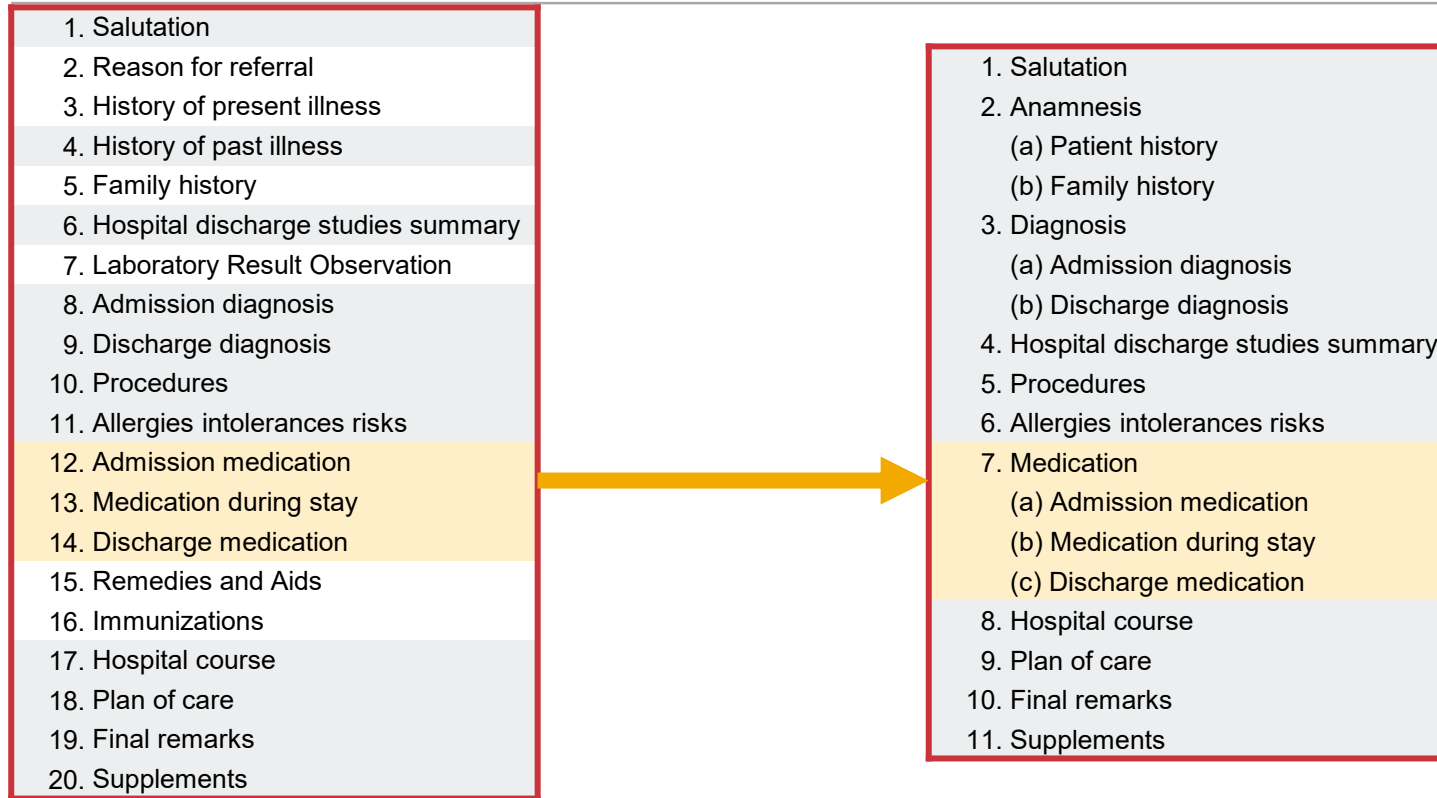 1. Salutation
2. Reason for referral
3. History of present illness
4. History of past illness
5. Family history
6. Hospital discharge studies summary
7. Laboratory Result Observation
8. Admission diagnosis
9. Discharge diagnosis
10. Procedures
11. Allergies intolerances risks
12. Admission medication
13. Medication during stay
14. Discharge medication
15. Remedies and Aids
16. Immunizations
17. Hospital course
18. Plan of care
19. Final remarks
20. Supplements
1. Salutation
2. Anamnesis
(a) Patient history
(b) Family history
3. Diagnosis
(a) Admission diagnosis
(b) Discharge diagnosis
4. Hospital discharge studies summary
5. Procedures
6. Allergies intolerances risks
7. Medication
(a) Admission medication
(b) Medication during stay
(c) Discharge medication
8. Hospital course
9. Plan of care
10. Final remarks
11. Supplements